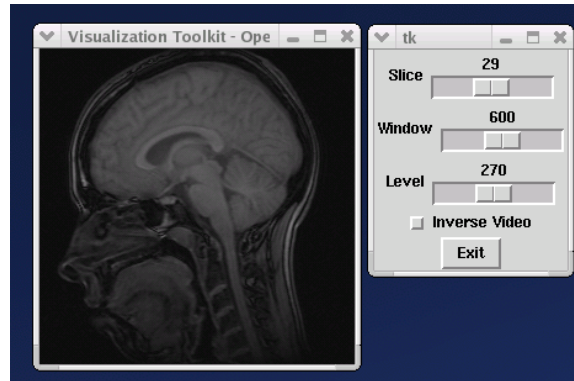 Visualization Toolkit - Ope
tk
Slice
29
Window
600
Level
270
Inverse Video
Exit